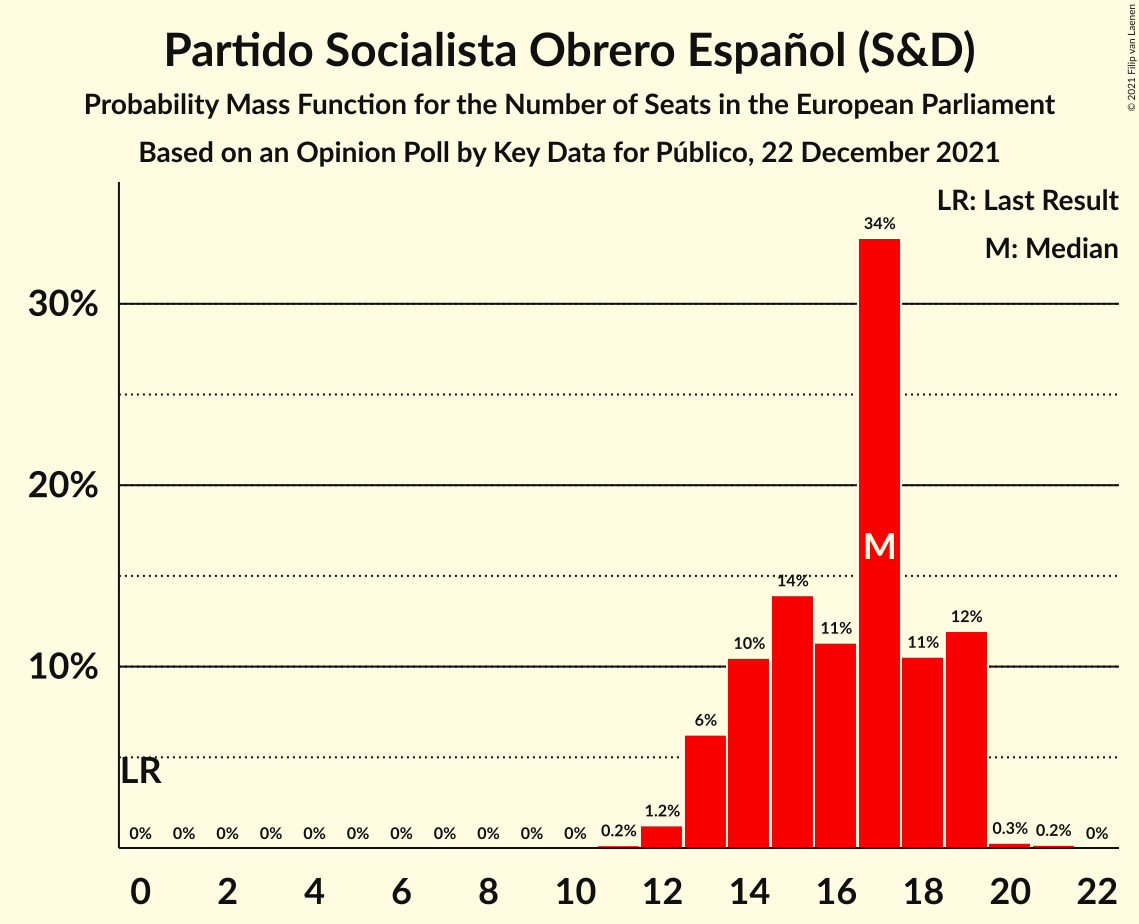 Partido Socialista Obrero Español (S&D)
Probability Mass Function for the Number of Seats in the European Parliament
Based on an Opinion Poll by Key Data for Público, 22 December 2021
© 2021 Filip van Laenen
LR: Last Result
M: Median
34%
30%
20%
M
14%
12%
11%
11%
10%
10%
6%
LR
1.2%
0% 0% 0% 0% 0% 0% 0% 0% 0% 0% 0% 0.2% 0.3% 0.2% 0%
0 2 4 6 8 10 12 14 16 18 20 22